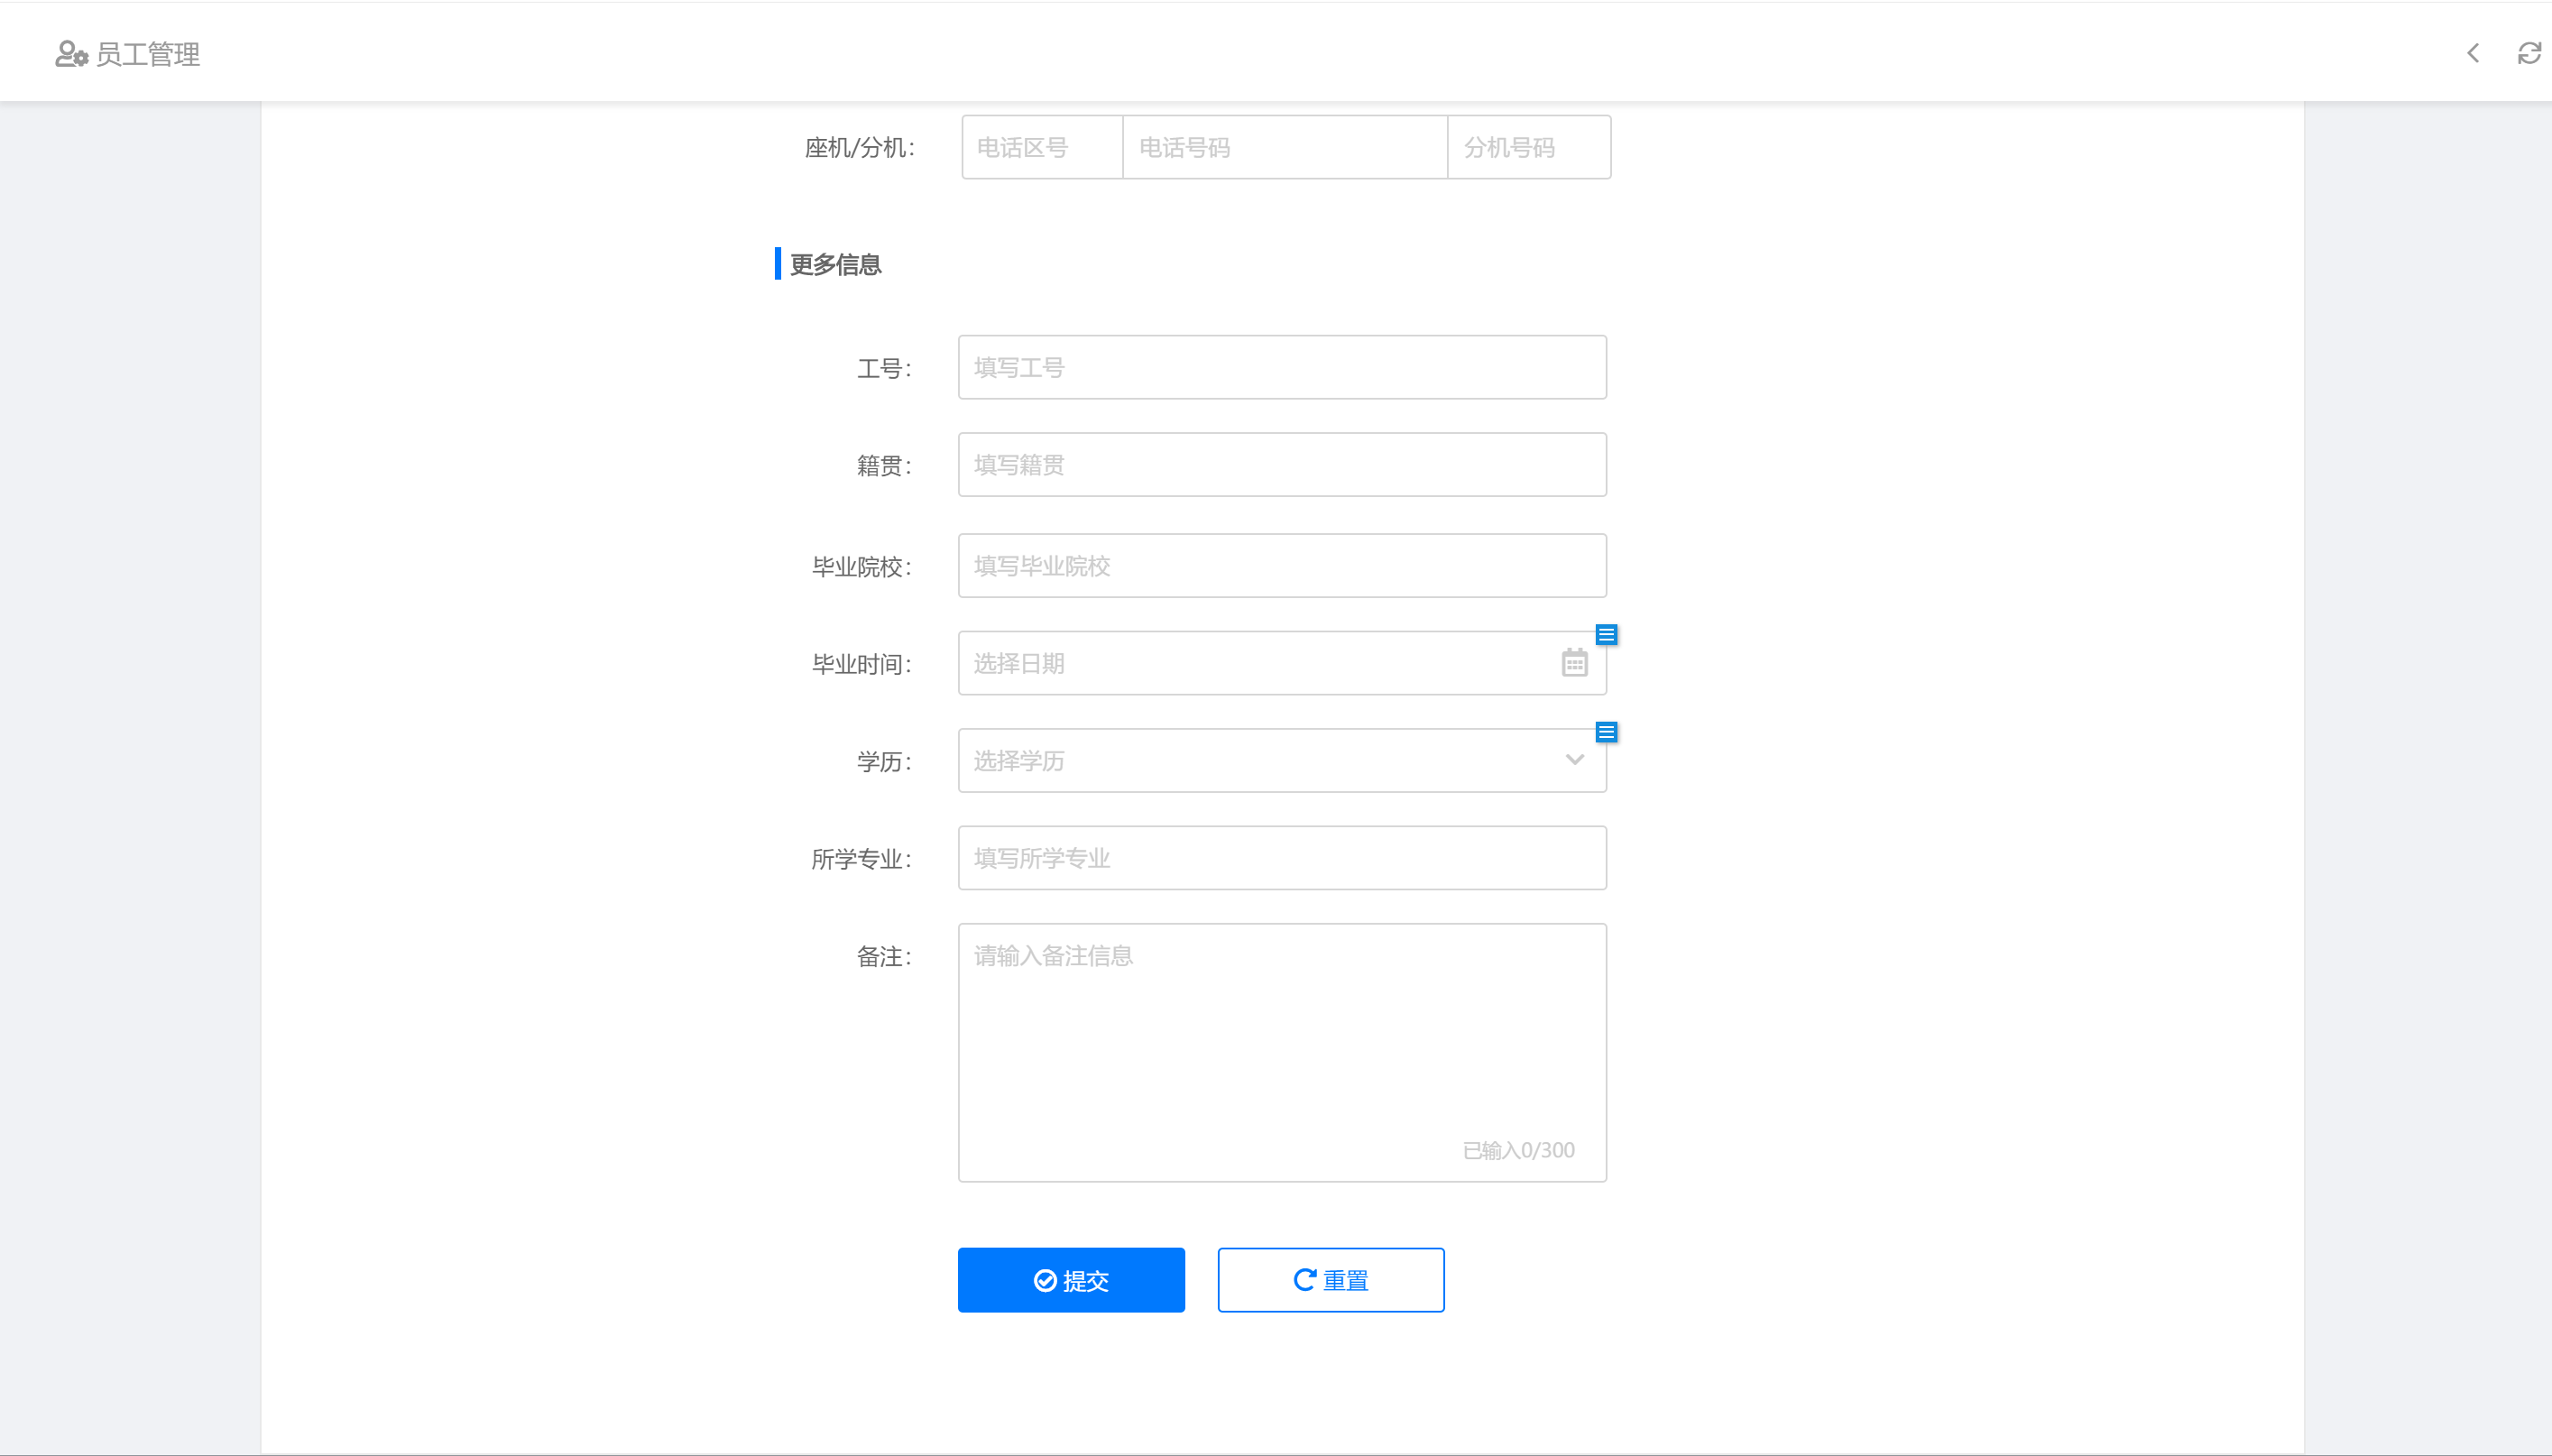 员工管理
座机/分机： 电话区号 电话号码 分机号码
更多信息
工号： 填写工号
籍贯： 填写籍贯
毕业院校： 填写毕业院校
毕业时间： 选择日期
学历： 选择学历
所学专业： 填写所学专业
备注： 请输入备注信息
已输入0/300
提交 重置